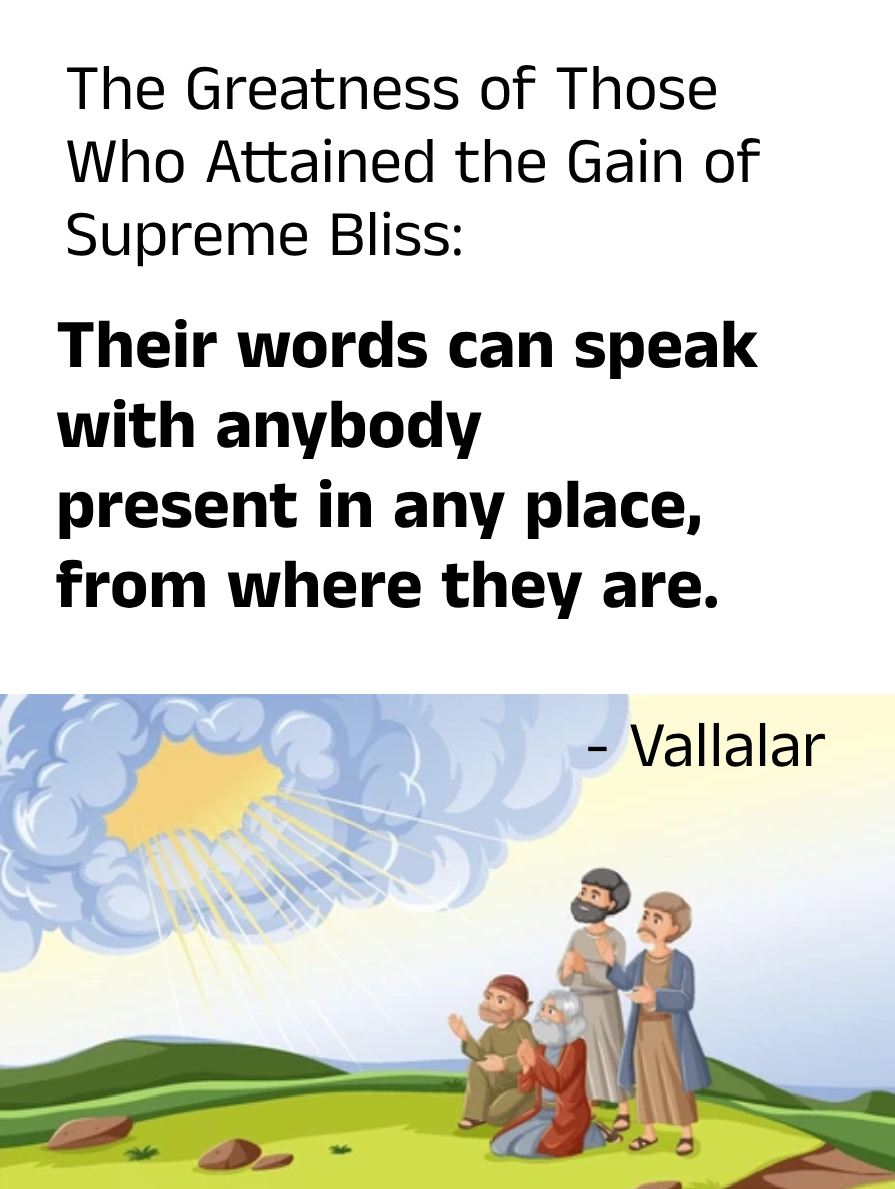 The Greatness of Those
Who Attained the Gain of
Supreme Bliss:
Their words can speak
with anybody
present in any place,
from where they are.
- Vallalar